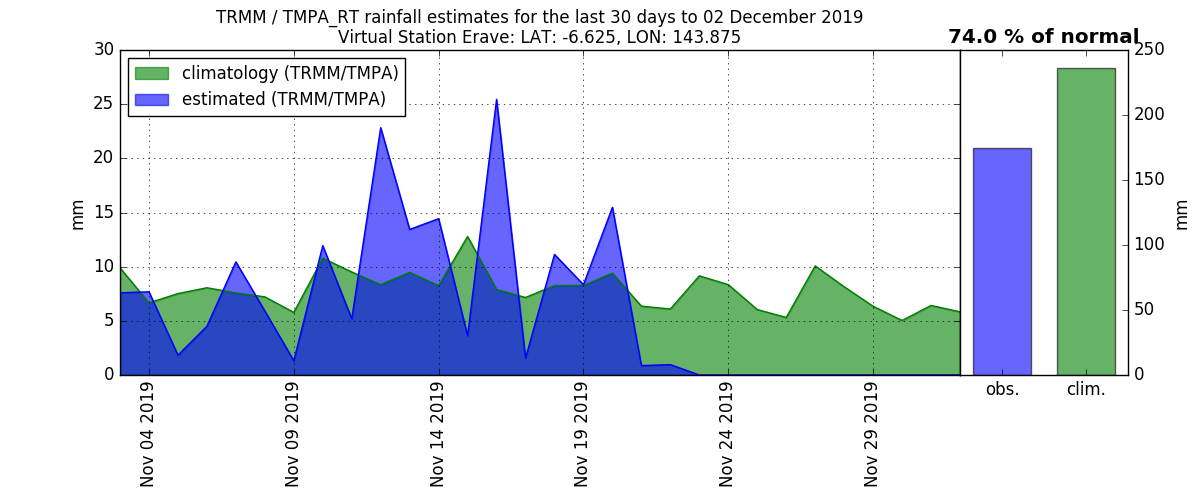 TRMM / TMPA_RT rainfall estimates for the last 30 days to 02 December 2019
Virtual Station Erave: LAT: -6.625, LON: 143.875
74.0 % of normal
climatology (TRMM/TMPA)
estimated (TRMM/TMPA)
mm
30
25
20
15
10
5
0
Nov 04 2019
Nov 09 2019
Nov 14 2019
Nov 19 2019
Nov 24 2019
Nov 29 2019
obs.
clim.
250
200
150
100
50
0
mm